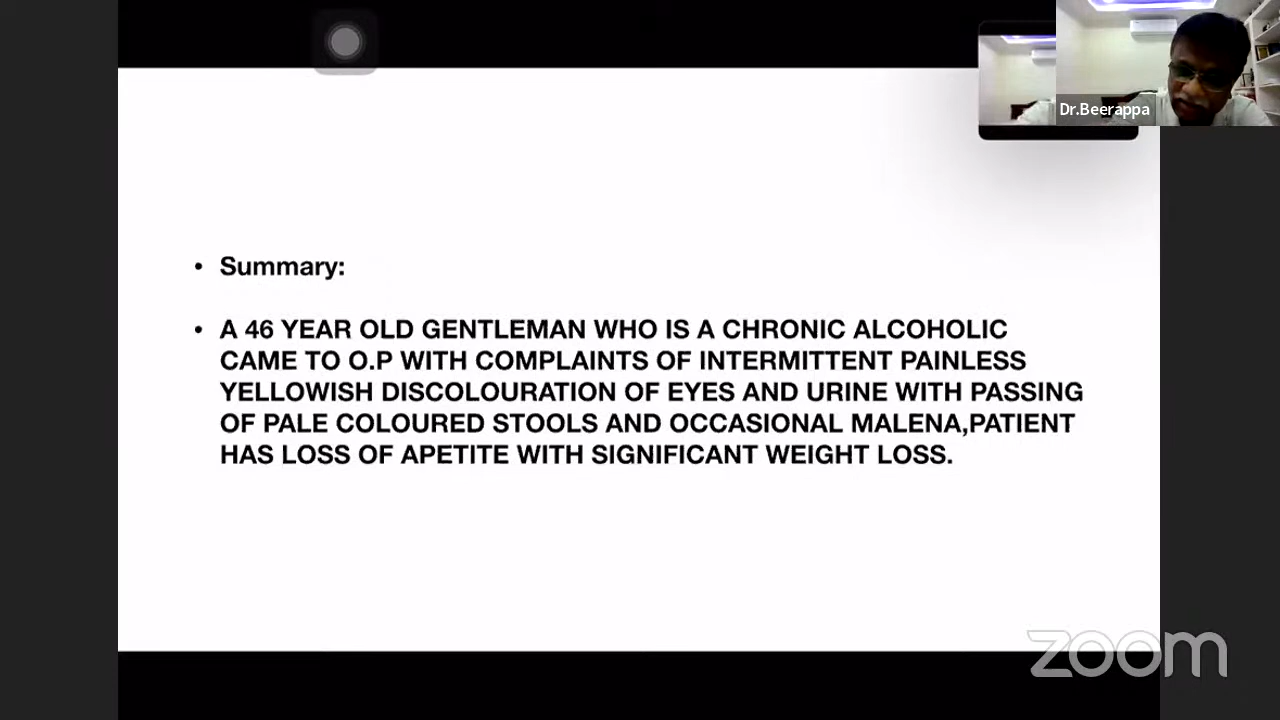 Dr.Beerappa
• Summary:
• A 46 YEAR OLD GENTLEMAN WHO IS A CHRONIC ALCOHOLIC
CAME TO O.P WITH COMPLAINTS OF INTERMITTENT PAINLESS
YELLOWISH DISCOLOURATION OF EYES AND URINE WITH PASSING
OF PALE COLOURED STOOLS AND OCCASIONAL MALENA,PATIENT
HAS LOSS OF APETITE WITH SIGNIFICANT WEIGHT LOSS.
zoom